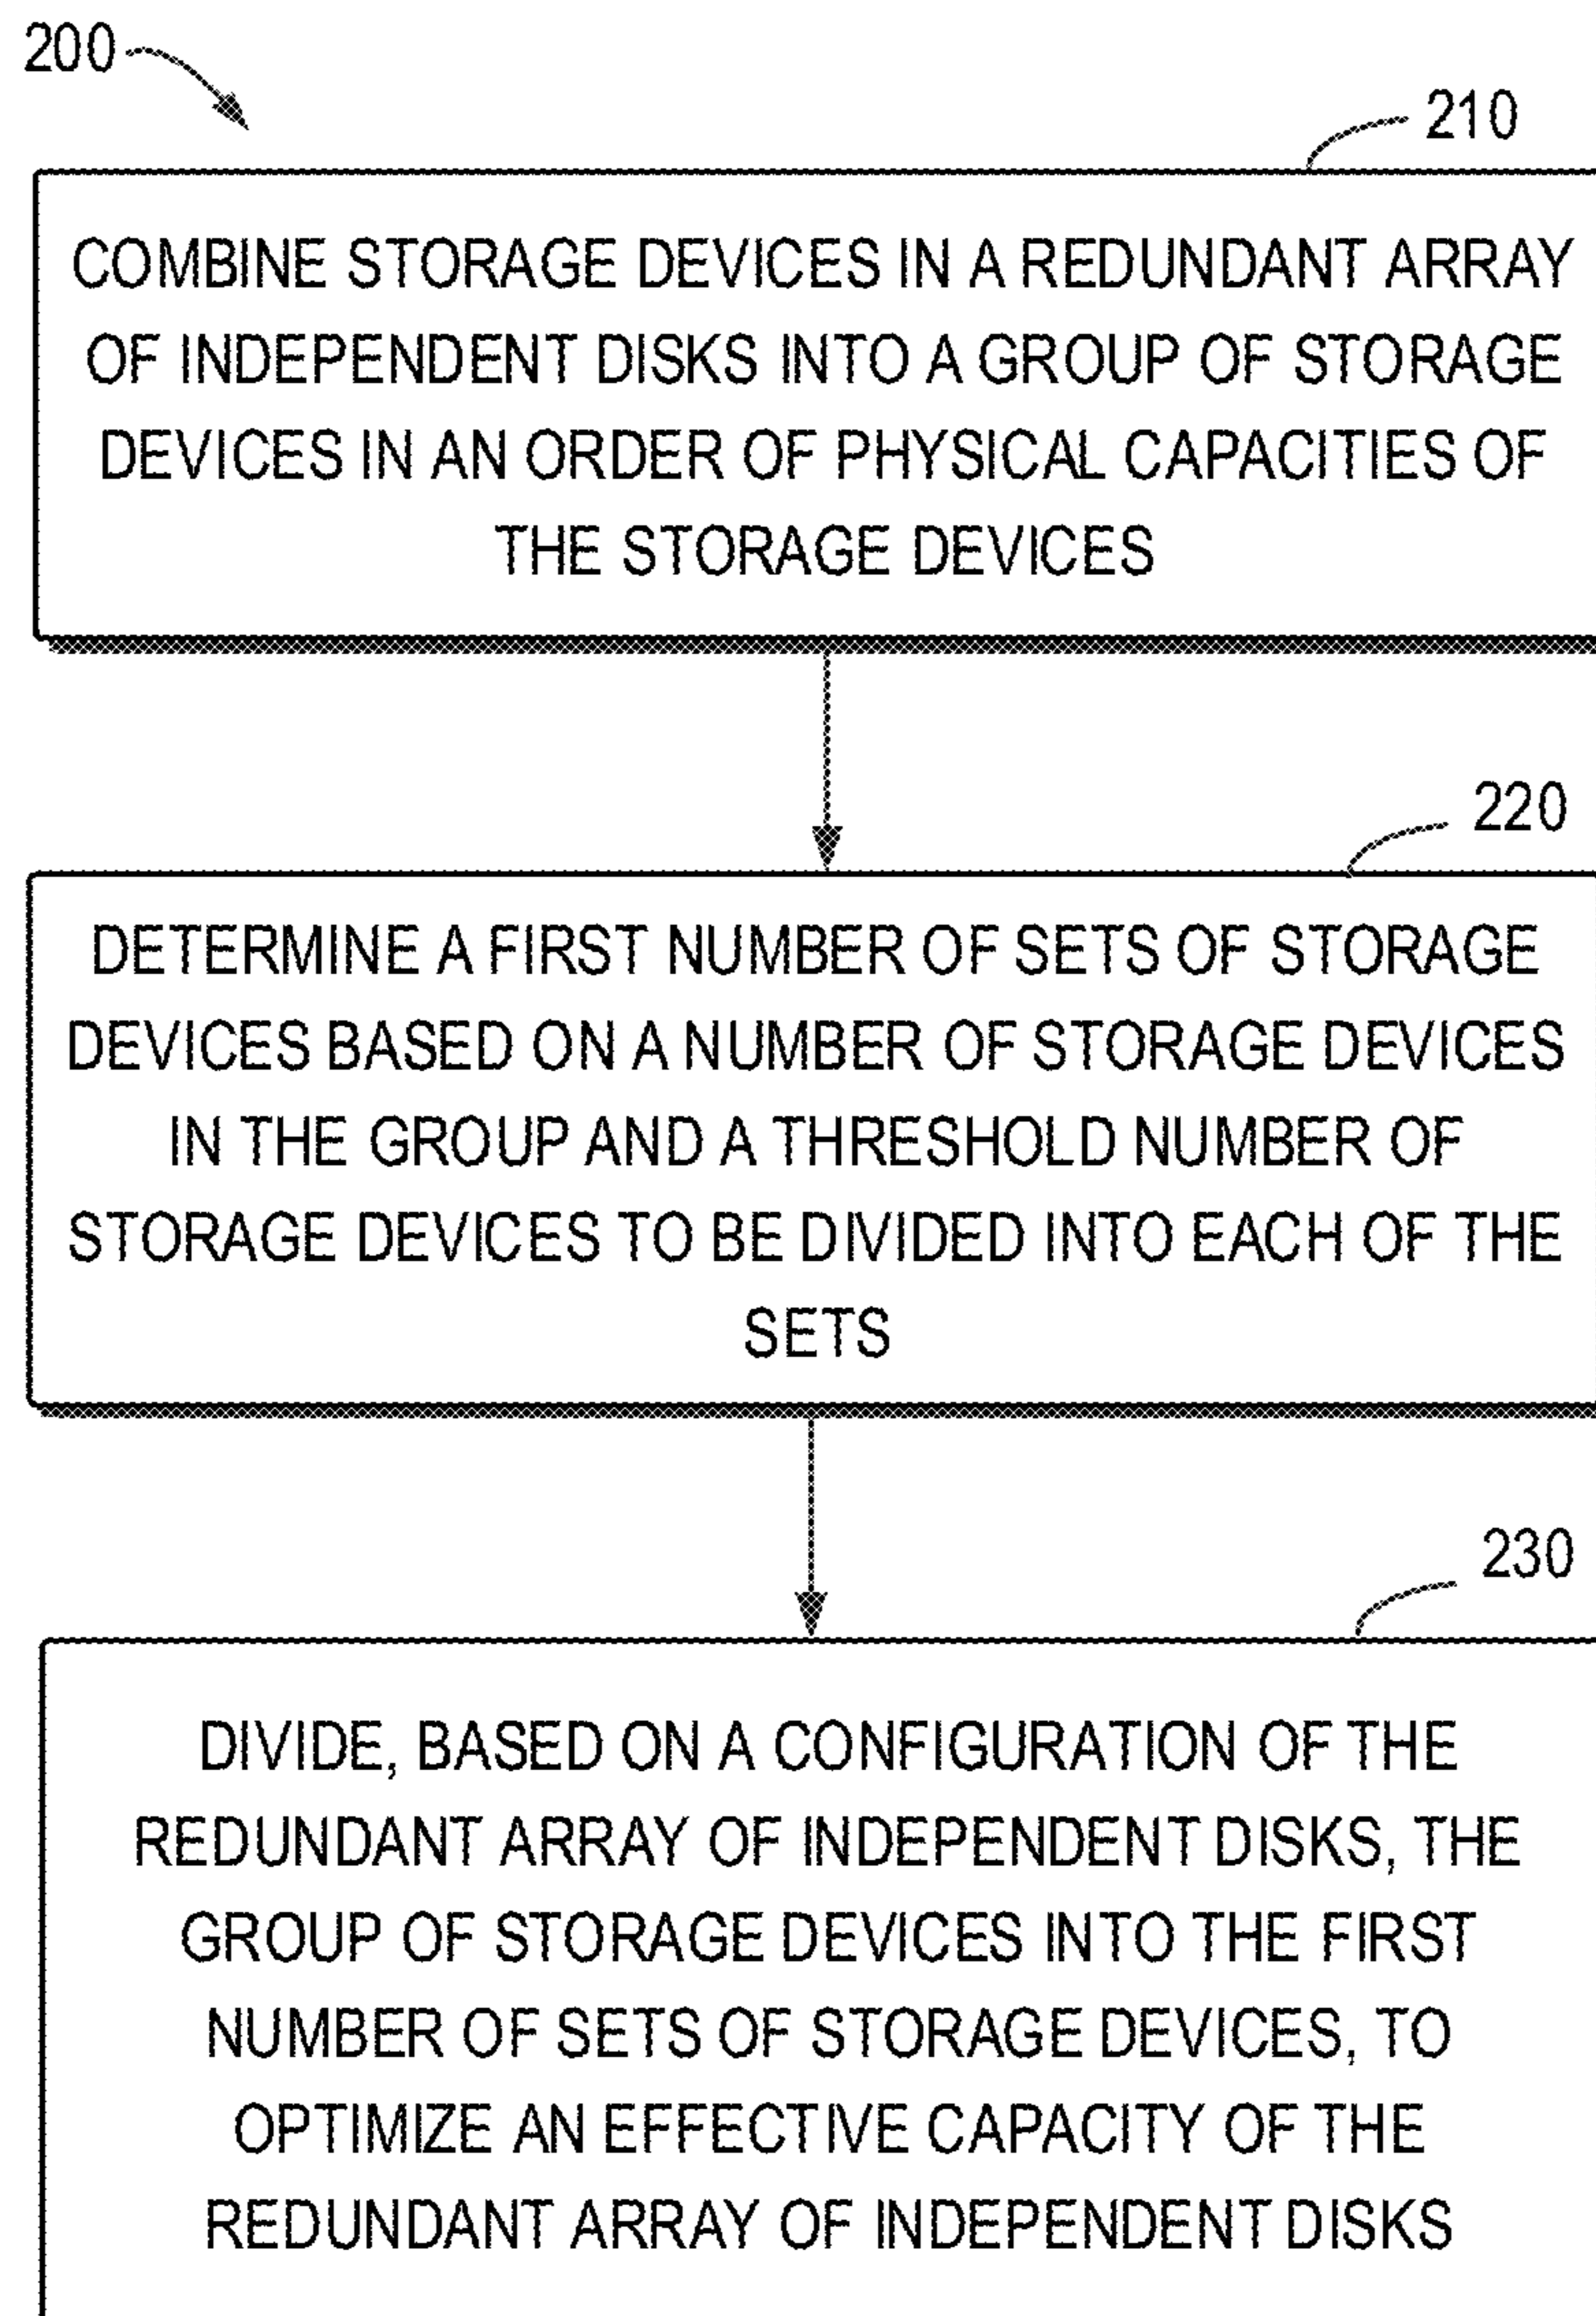 200
210
COMBINE STORAGE DEVICES IN A REDUNDANT ARRAY
OF INDEPENDENT DISKS INTO A GROUP OF STORAGE
DEVICES IN AN ORDER OF PHYSICAL CAPACITIES OF
THE STORAGE DEVICES
220
DETERMINE A FIRST NUMBER OF SETS OF STORAGE
DEVICES BASED ON A NUMBER OF STORAGE DEVICES
IN THE GROUP AND A THRESHOLD NUMBER OF
STORAGE DEVICES TO BE DIVIDED INTO EACH OF THE
SETS
230
DIVIDE, BASED ON A CONFIGURATION OF THE
REDUNDANT ARRAY OF INDEPENDENT DISKS, THE
GROUP OF STORAGE DEVICES INTO THE FIRST
NUMBER OF SETS OF STORAGE DEVICES, TO
OPTIMIZE AN EFFECTIVE CAPACITY OF THE
REDUNDANT ARRAY OF INDEPENDENT DISKS